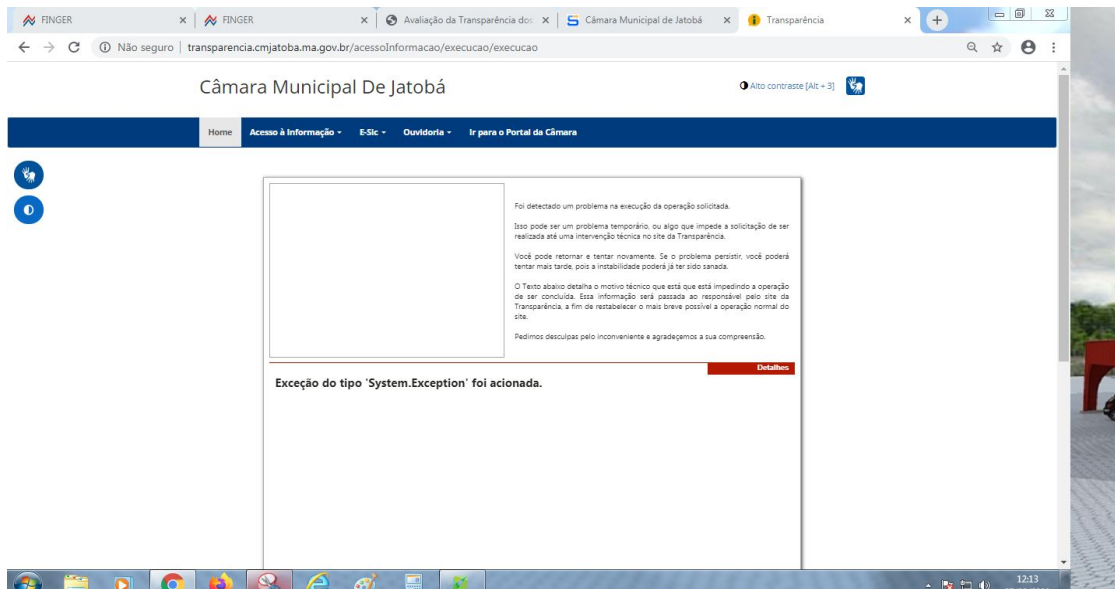 FINGER
FINGER
Avaliação da Transparência dos
Câmara Municipal de Jatobá
Transparência
Não seguro | transparencia.cmjatoba.ma.gov.br/acessoInformacao/execucao/execucao
Câmara Municipal De Jatobá
Alto contraste [Alt + 3]
Home Acesso à Informação E-Sic Ouvidoria Ir para o Portal da Câmara
Foi detectado um problema na execução da operação solicitada.
Isso pode ser um problema temporário, ou algo que impede a solicitação de ser
realizada até uma intervenção técnica no site da Transparência.
Você pode retornar e tentar novamente. Se o problema persistir, você poderá
tentar mais tarde, pois a instabilidade poderá já ter sido sanada.
O Texto abaixo detalha o motivo técnico que está que está impedindo a operação
de ser concluída. Essa informação será passada ao responsável pelo site da
Transparência, a fim de restabelecer o mais breve possível a operação normal do
site.
Pedimos desculpas pelo inconveniente e agradeçemos a sua compreensão.
Detalhes
Exceção do tipo 'System.Exception' foi acionada.
12:13